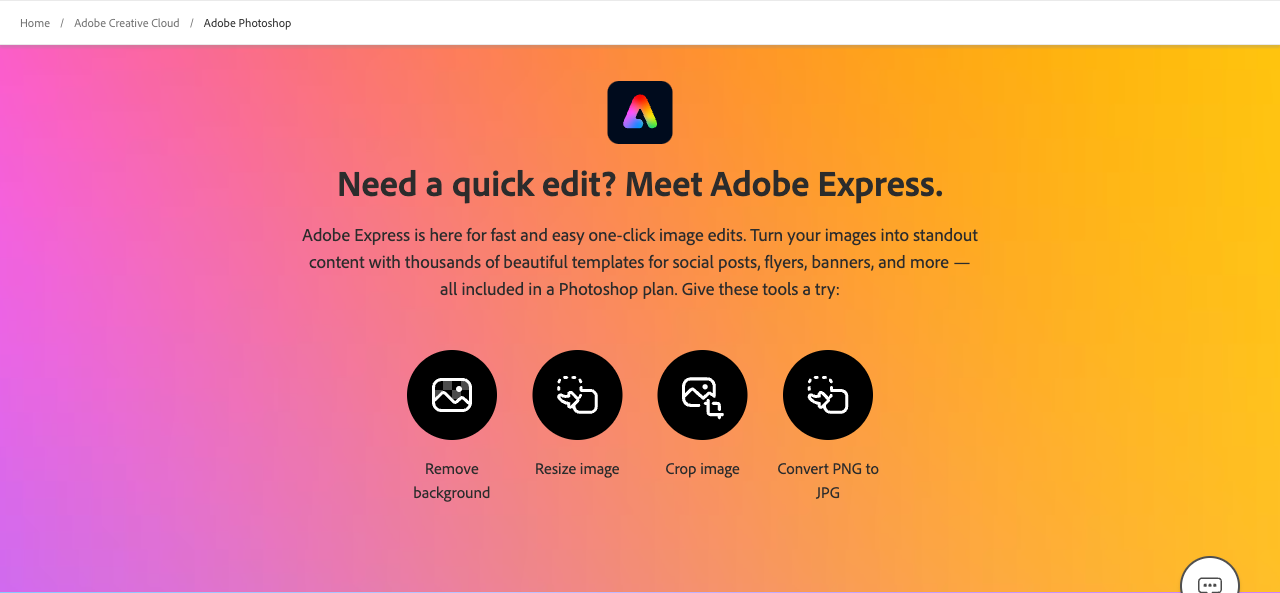 Home / Adobe Creative Cloud / Adobe Photoshop
Need a quick edit? Meet Adobe Express.
Adobe Express is here for fast and easy one-click image edits. Turn your images into standout
content with thousands of beautiful templates for social posts, flyers, banners, and more —
all included in a Photoshop plan. Give these tools a try:
Remove
background
Resize image
Crop image
Convert PNG to
JPG